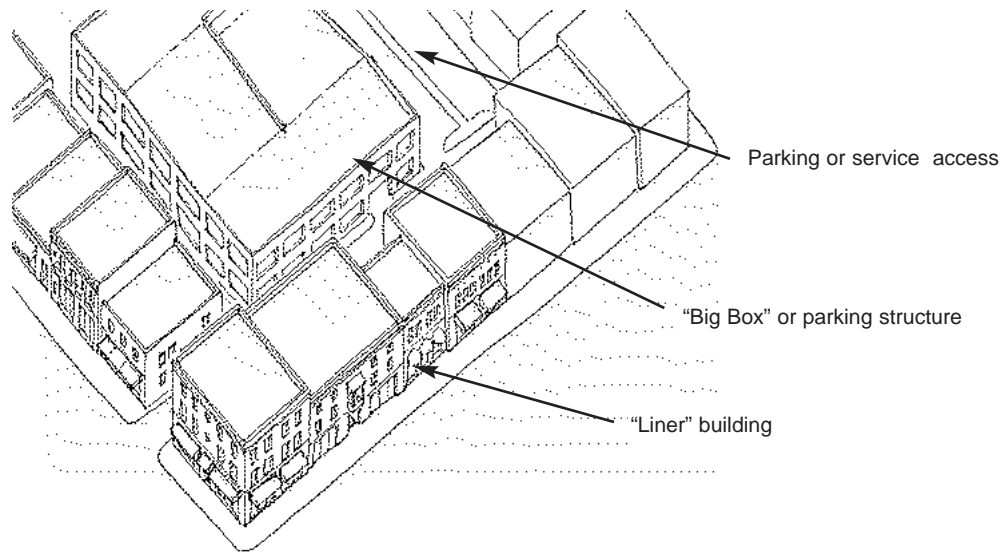 Parking or service access
“Big Box” or parking structure
“Liner” building